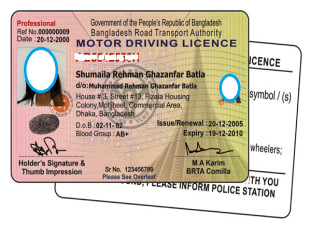 Professional
Ref No.000000009
Date :20-12-2000
Government of the People's Republic of Bangladesh
Bangladesh Road Transport Authority
MOTOR DRIVING LICENCE
Shumaila Rehman Ghazanfar Batla
d/o:Muhammad Rehman Ghazanfar Batla
House # 3, Street #13, Fizaia Housing
Colony,Motijheel, Commercial Area,
Dhaka, Bangladesh
D.o.B :02-11-82
Issue/Renewal :20-12-2005
Blood Group : AB+
Expiry :19-12-2010
Holder's Signature &
Thumb Impression
Sr No. 123456789
Please See Overleaf
M A Karim
BRTA Comilla
ICENCE
symbol / (s)
wheelers;
TH YOU
PLEASE INFORM POLICE STATION